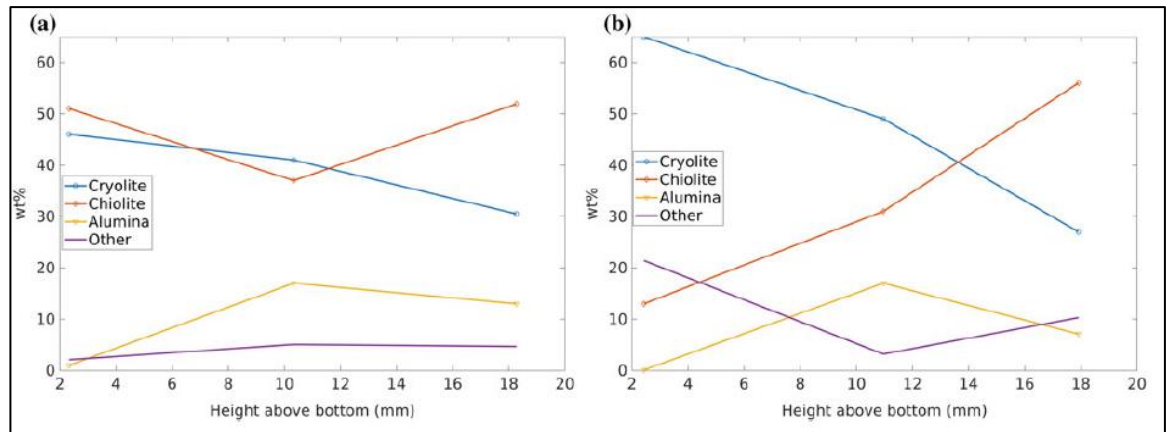 (a)
60
50
40
30
20
10
0
wt%
Cryolite
Chiolite
Alumina
Other
2 4 6 8 10 12 14 16 18 20
Height above bottom (mm)
(b)
60
50
40
30
20
10
0
wt%
Cryolite
Chiolite
Alumina
Other
2 4 6 8 10 12 14 16 18 20
Height above bottom (mm)